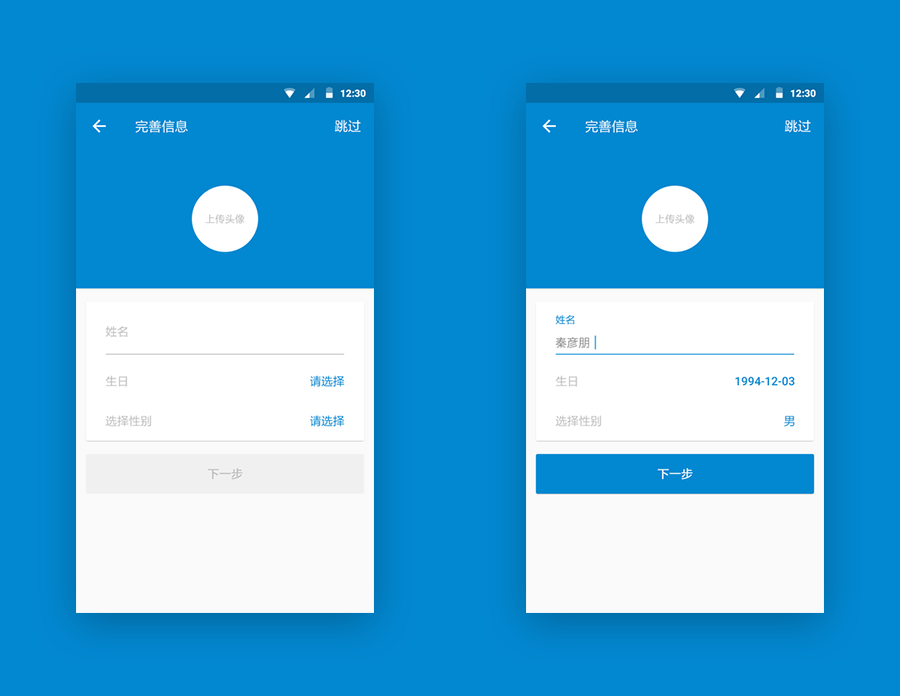 12:30
完善信息 跳过
上传头像
姓名
生日 请选择
选择性别 请选择
下一步
12:30
完善信息 跳过
上传头像
姓名
秦彦朋
生日 1994-12-03
选择性别 男
下一步